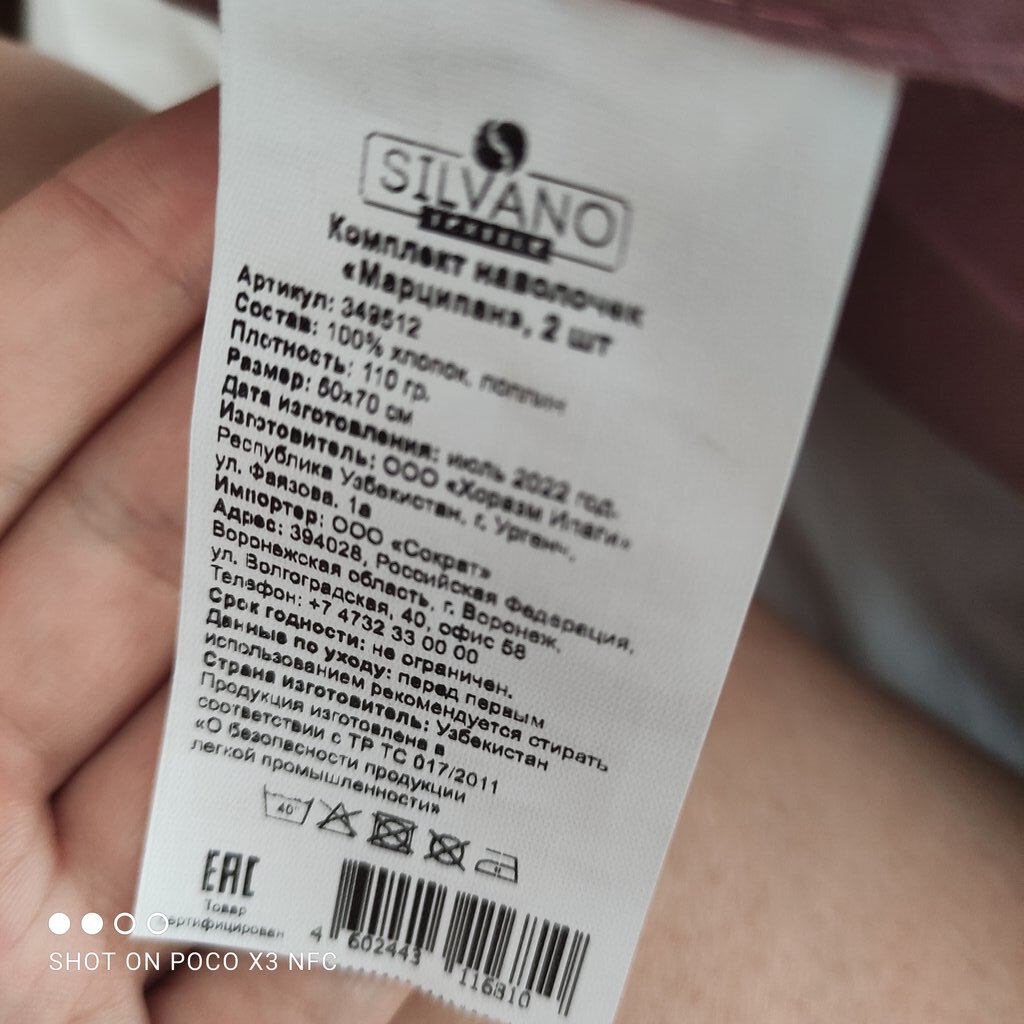 SILVANO
Комплект наволочек
«Марципан», 2 шт
Артикул: 349512
Состав: 100% хлопок, поплин
Плотность: 110 гр.
Размер: 50х70 см
Дата изготовления: июль 2022 год.
Изготовитель: ООО «Хоразм Ипаги»
Республика Узбекистан, г. Ургенч,
ул. Фаязова, 1а
Импортер: ООО «Сократ»
Адрес: 394028, Российская Федерация,
Воронежская область, г. Воронеж,
ул. Волгоградская, 40, офис 58
Телефон: +7 4732 33 00 00
Срок годности: не ограничен.
Данные по уходу: перед первым
использованием рекомендуется стирать
Страна изготовитель: Узбекистан
Продукция изготовлена в
соответствии с ТР ТС 017/2011
«О безопасности продукции
легкой промышленности»
40°
EAC
Товар
сертифицирован
4 602443 116810
SHOT ON POCO X3 NFC